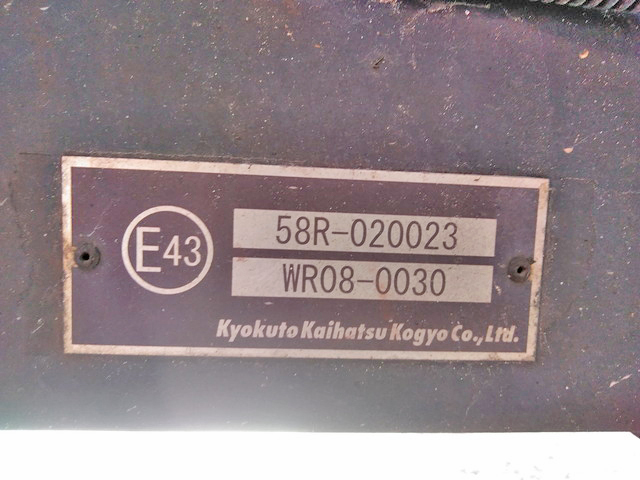 E43
58R-020023
WR08-0030
Kyokuto Kaihatsu Kogyo Co.,Ltd.